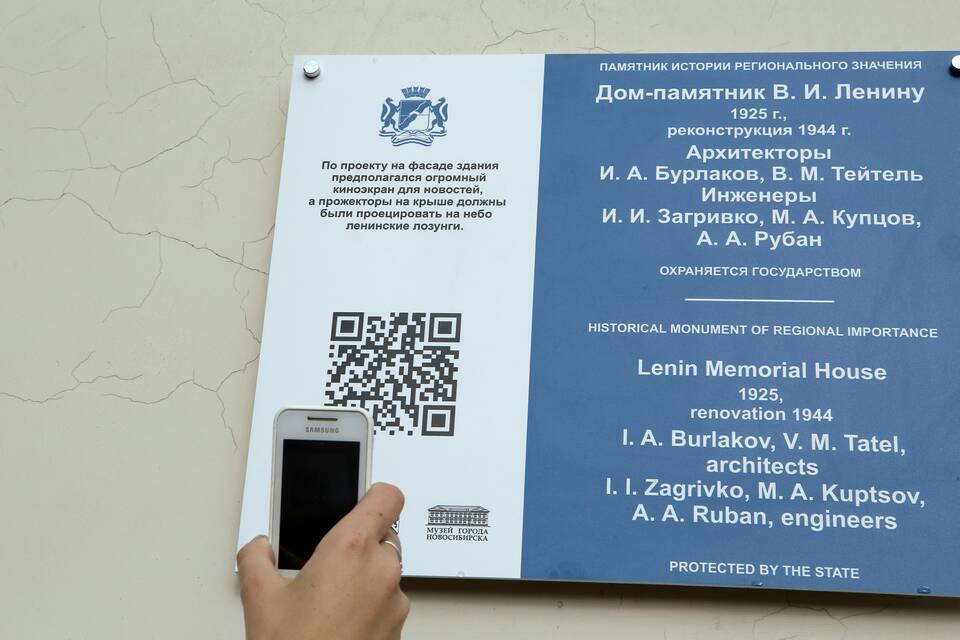 По проекту на фасаде здания
предполагался огромный
киноэкран для новостей,
а прожекторы на крыше должны
были проецировать на небо
ленинские лозунги.
SAMSUNG
МУЗЕЙ ГОРОДА
НОВОСИБИРСКА
ПАМЯТНИК ИСТОРИИ РЕГИОНАЛЬНОГО ЗНАЧЕНИЯ
Дом-памятник В. И. Ленину
1925 г.,
реконструкция 1944 г.
Архитекторы
И. А. Бурлаков, В. М. Тейтель
Инженеры
И. И. Загривко, М. А. Купцов,
А. А. Рубан
ОХРАНЯЕТСЯ ГОСУДАРСТВОМ
HISTORICAL MONUMENT OF REGIONAL IMPORTANCE
Lenin Memorial House
1925,
renovation 1944
I. A. Burlakov, V. M. Tatel,
architects
I. I. Zagrivko, M. A. Kuptsov,
A. A. Ruban, engineers
PROTECTED BY THE STATE